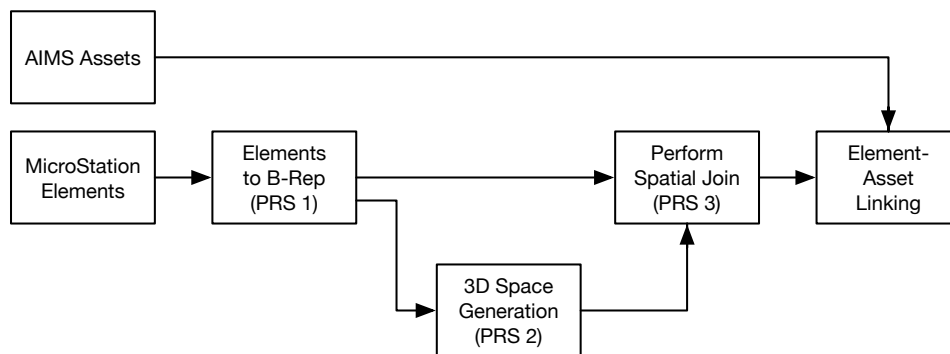 AIMS Assets
MicroStation
Elements
Elements
to B-Rep
(PRS 1)
Perform
Spatial Join
(PRS 3)
Element-
Asset
Linking
3D Space
Generation
(PRS 2)